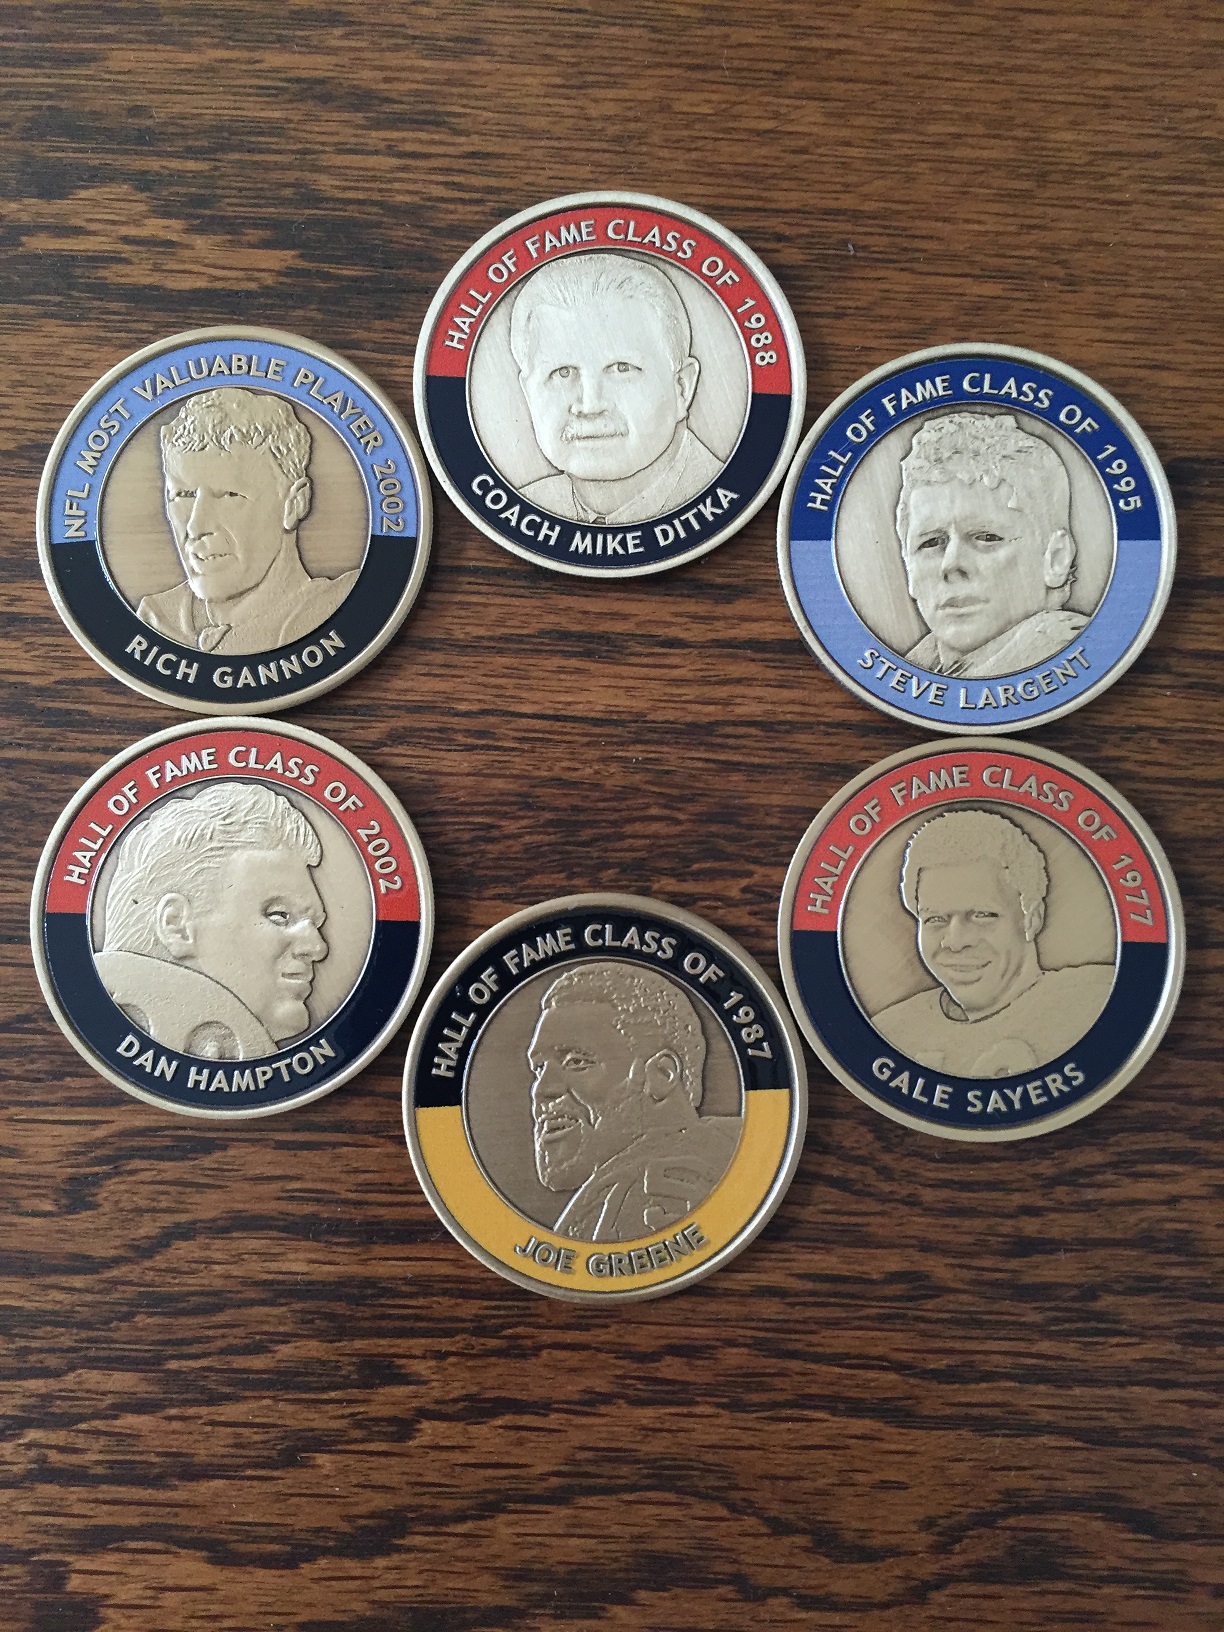 HALL OF FAME CLASS OF 1988
COACH MIKE DITKA
NFL MOST VALUABLE PLAYER 2002
RICH GANNON
HALL OF FAME CLASS OF 1995
STEVE LARGENT
HALL OF FAME CLASS OF 2002
DAN HAMPTON
HALL OF FAME CLASS OF 1977
GALE SAYERS
HALL OF FAME CLASS OF 1987
JOE GREENE